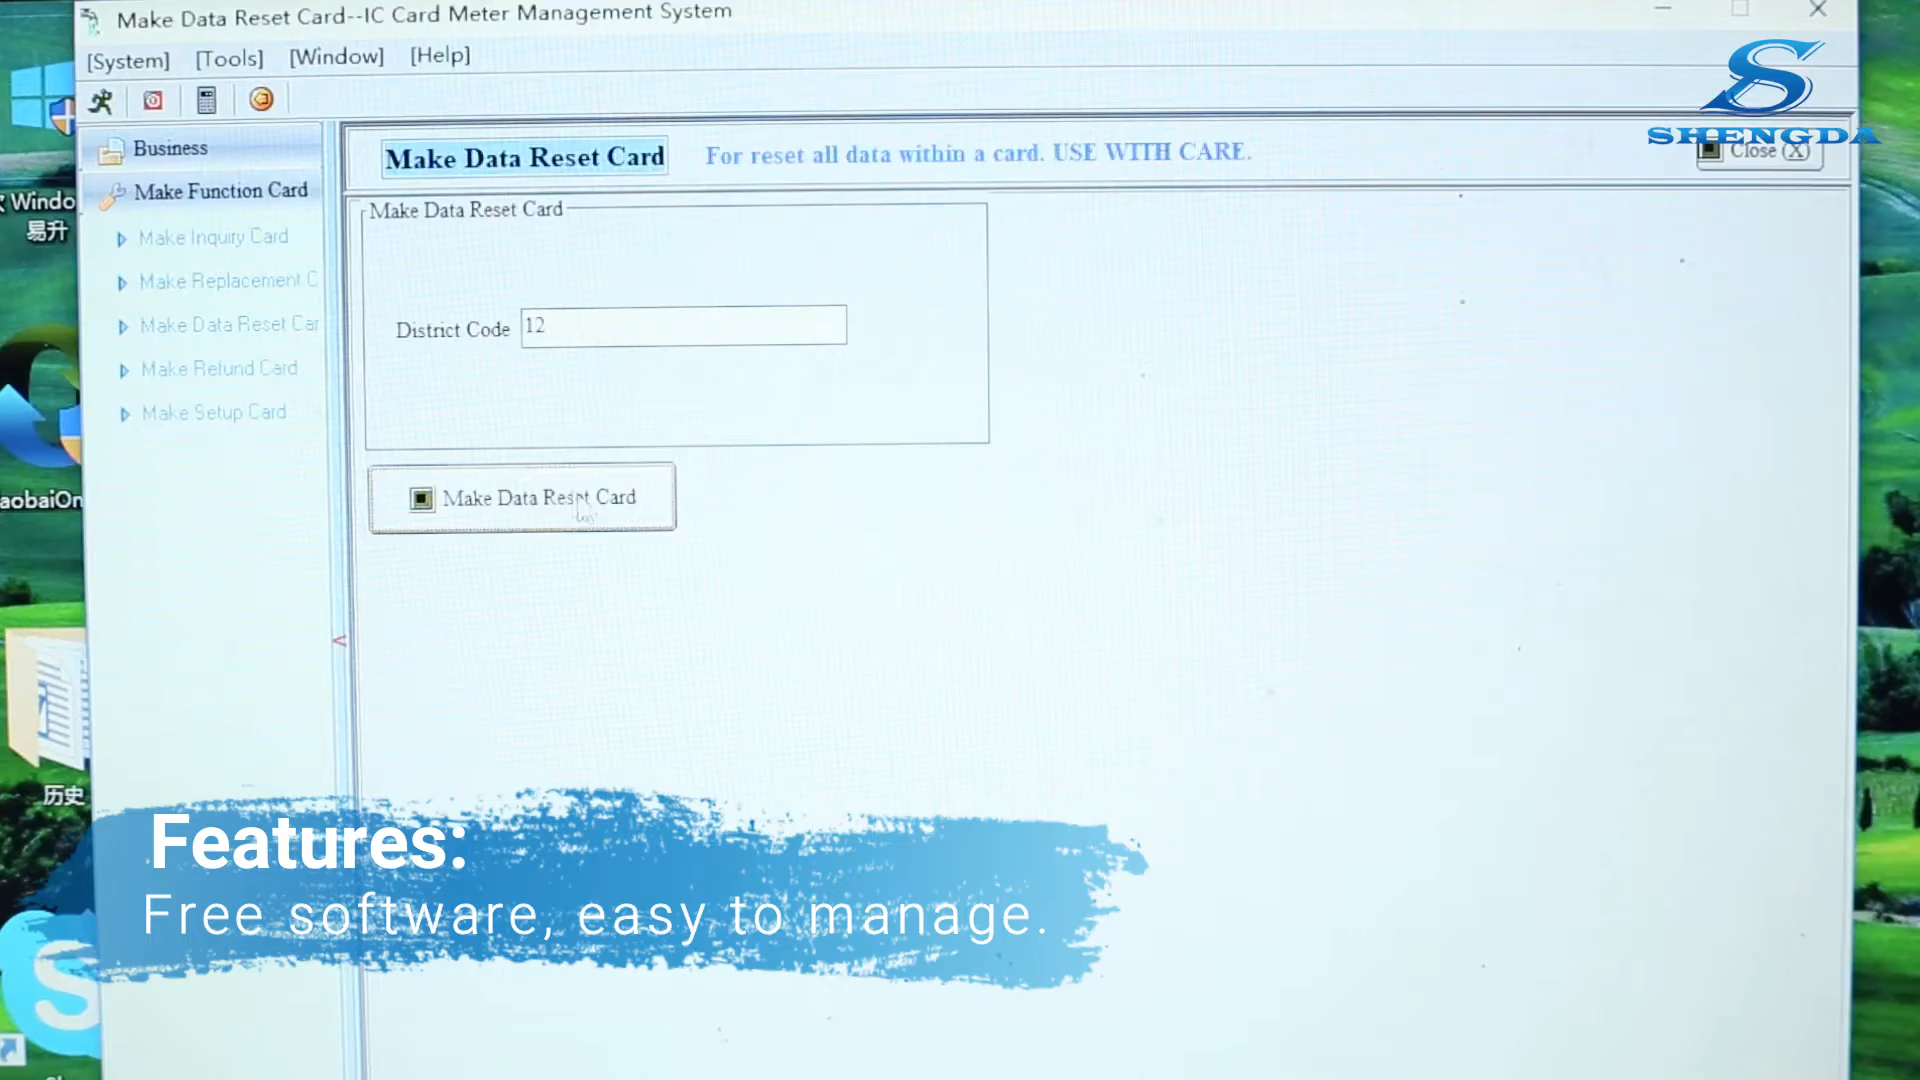 Make Data Reset Card--IC Card Meter Management System
[System] [Tools] [Window] [Help]
SHENGDA
Business
Make Data Reset Card
For reset all data within a card. USE WITH CARE.
Close (X)
Make Function Card
Make Data Reset Card
Make Inquiry Card
Make Replacement C
Make Data Reset Car
Make Refund Card
Make Setup Card
District Code 12
Make Data Reset Card
Windo
易升
aobaiOn
历史
Features:
Free software, easy to manage.